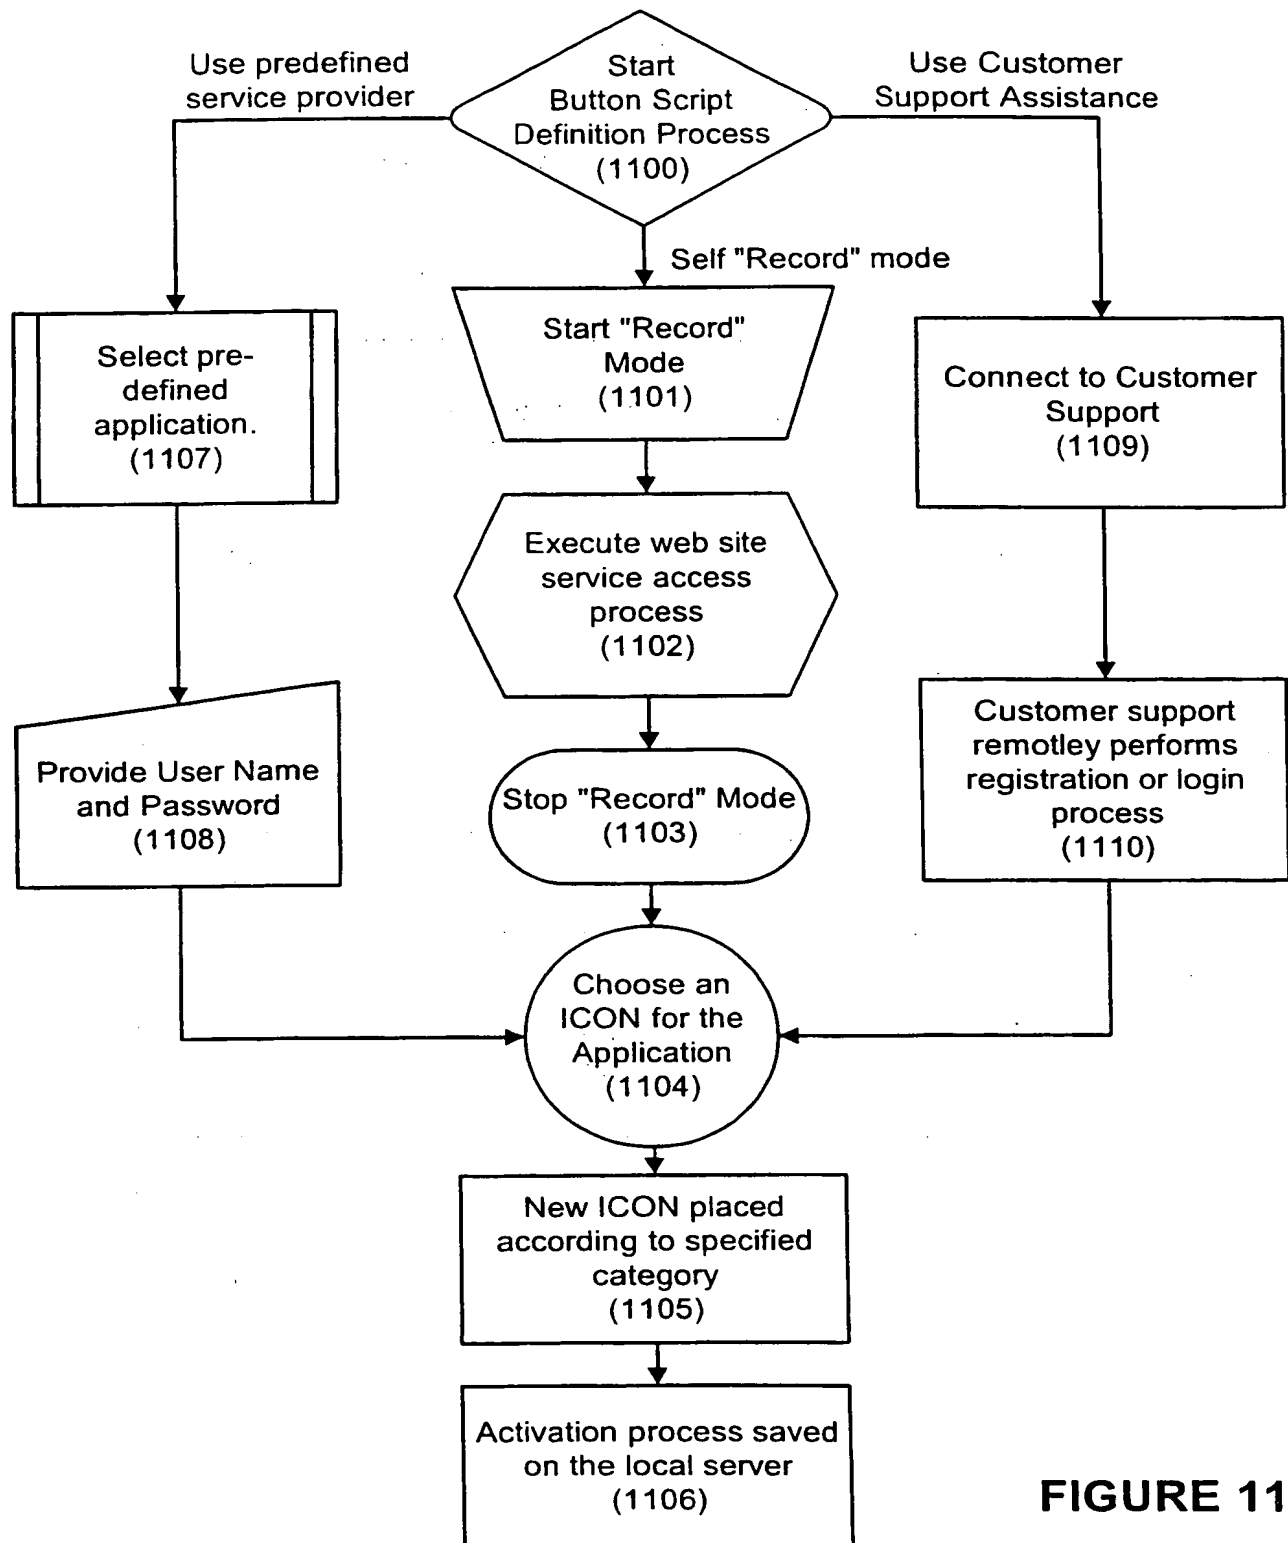 Use predefined
service provider
Start
Button Script
Definition Process
(1100)
Use Customer
Support Assistance
Self "Record" mode
Select pre-
defined
application.
(1107)
Start "Record"
Mode
(1101)
Connect to Customer
Support
(1109)
Execute web site
service access
process
(1102)
Provide User Name
and Password
(1108)
Stop "Record" Mode
(1103)
Customer support
remotley performs
registration or login
process
(1110)
Choose an
ICON for the
Application
(1104)
New ICON placed
according to specified
category
(1105)
Activation process saved
on the local server
(1106)
FIGURE 11